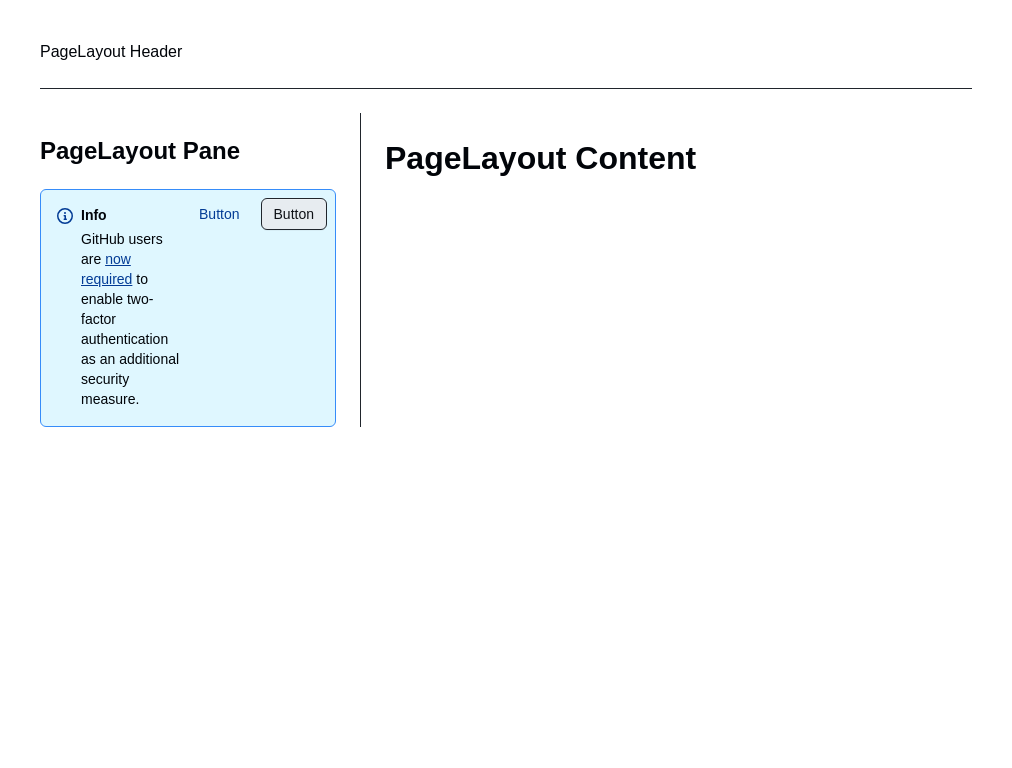 PageLayout Header
PageLayout Pane
Info
Button
Button
GitHub users
are now
required to
enable two-
factor
authentication
as an additional
security
measure.
PageLayout Content